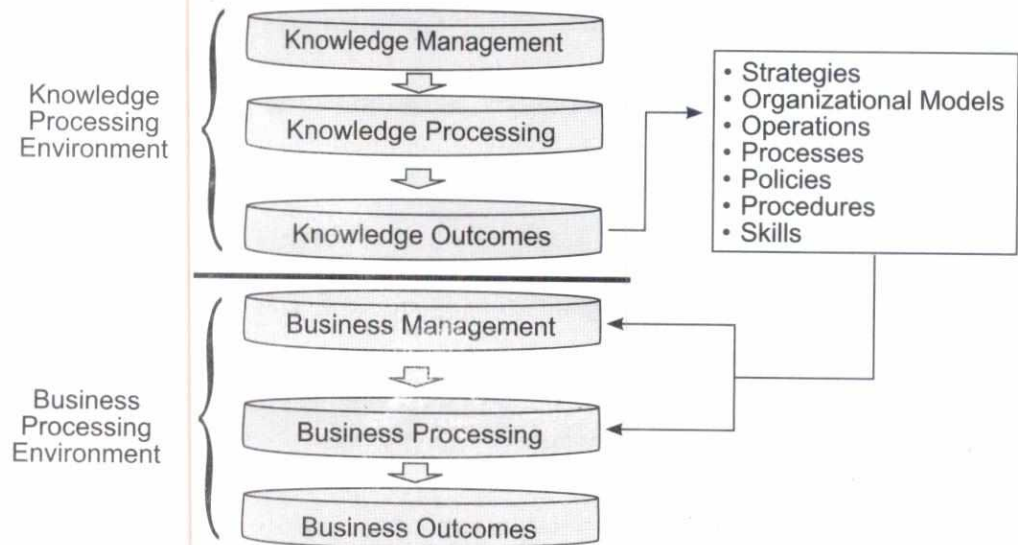 Knowledge
Processing
Environment
Knowledge Management
Knowledge Processing
Knowledge Outcomes
• Strategies
• Organizational Models
• Operations
• Processes
• Policies
• Procedures
• Skills
Business
Processing
Environment
Business Management
Business Processing
Business Outcomes